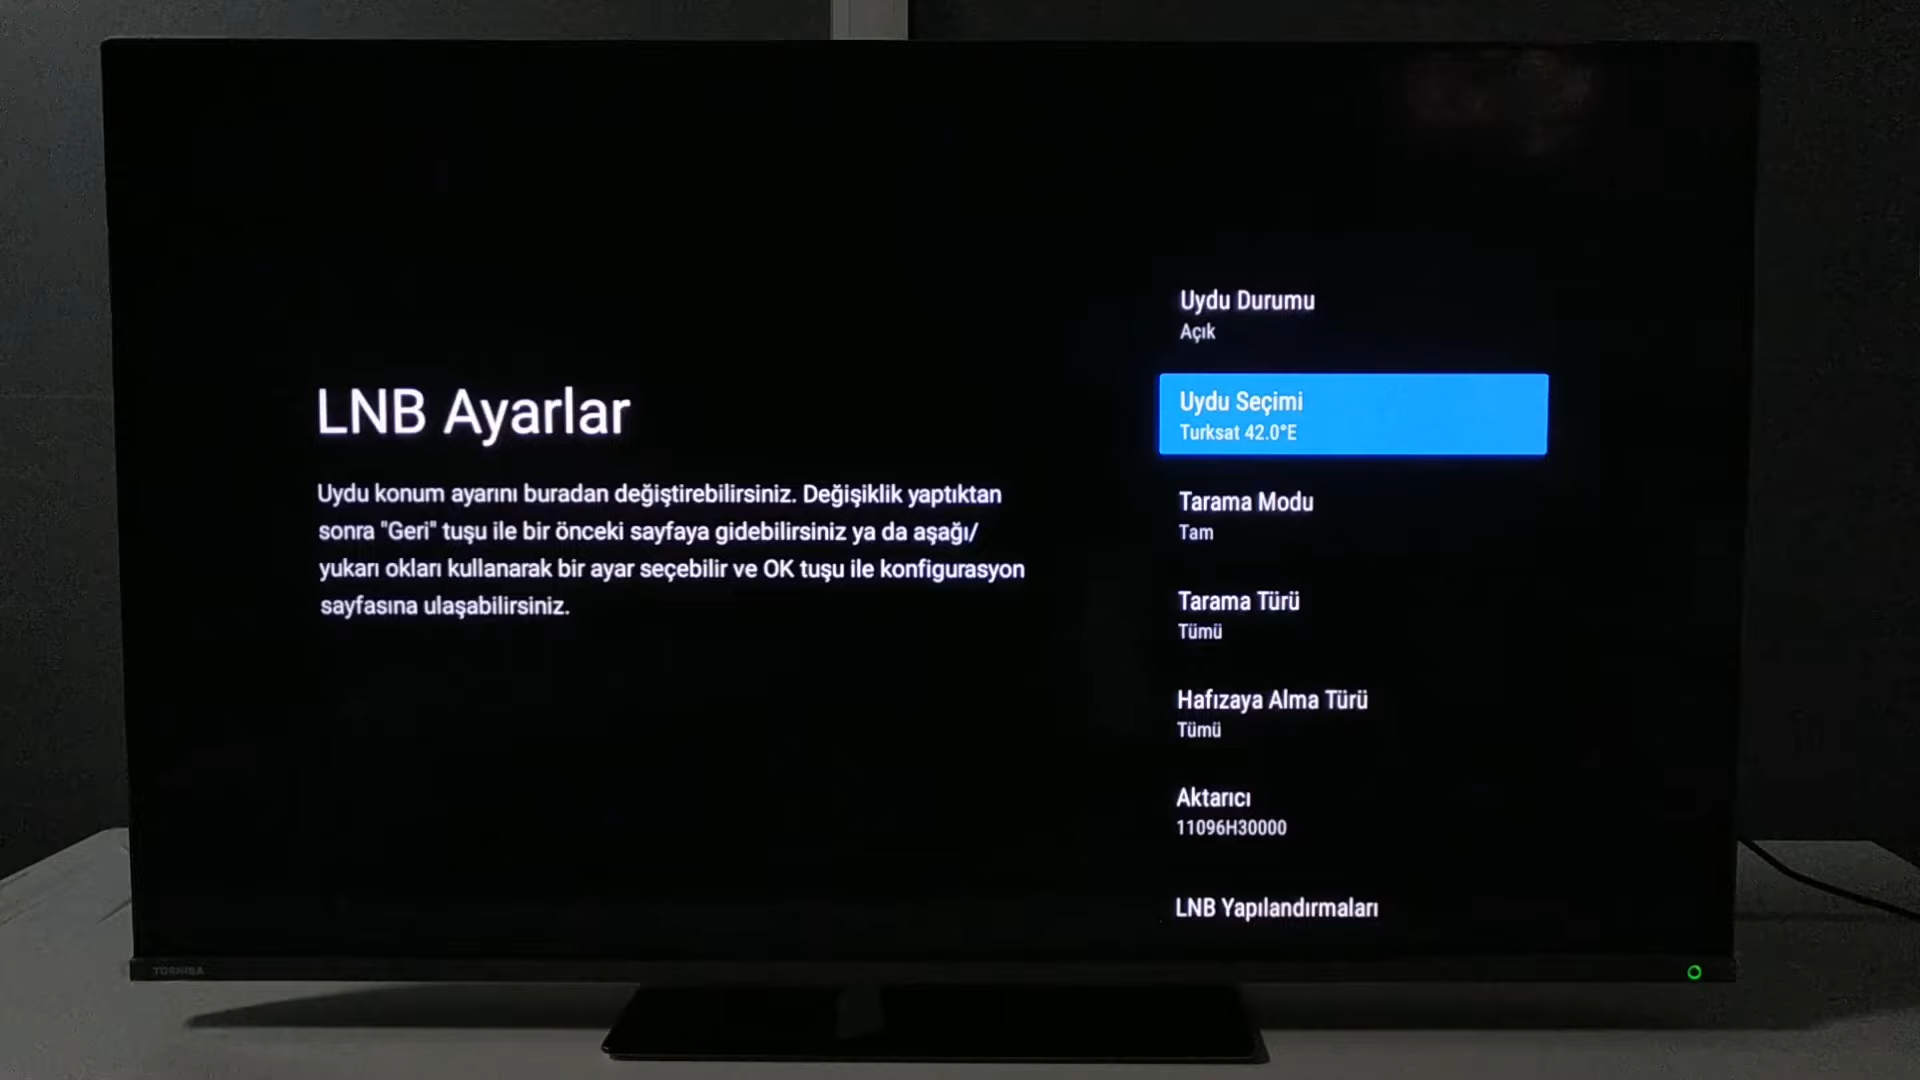 LNB Ayarlar
Uydu konum ayarını buradan değiştirebilirsiniz. Değişiklik yaptıktan
sonra "Geri" tuşu ile bir önceki sayfaya gidebilirsiniz ya da aşağı/
yukarı okları kullanarak bir ayar seçebilir ve OK tuşu ile konfigurasyon
sayfasına ulaşabilirsiniz.
Uydu Durumu
Açık
Uydu Seçimi
Turksat 42.0°E
Tarama Modu
Tam
Tarama Türü
Tümü
Hafızaya Alma Türü
Tümü
Aktarıcı
11096H30000
LNB Yapılandırmaları
TOSHIBA